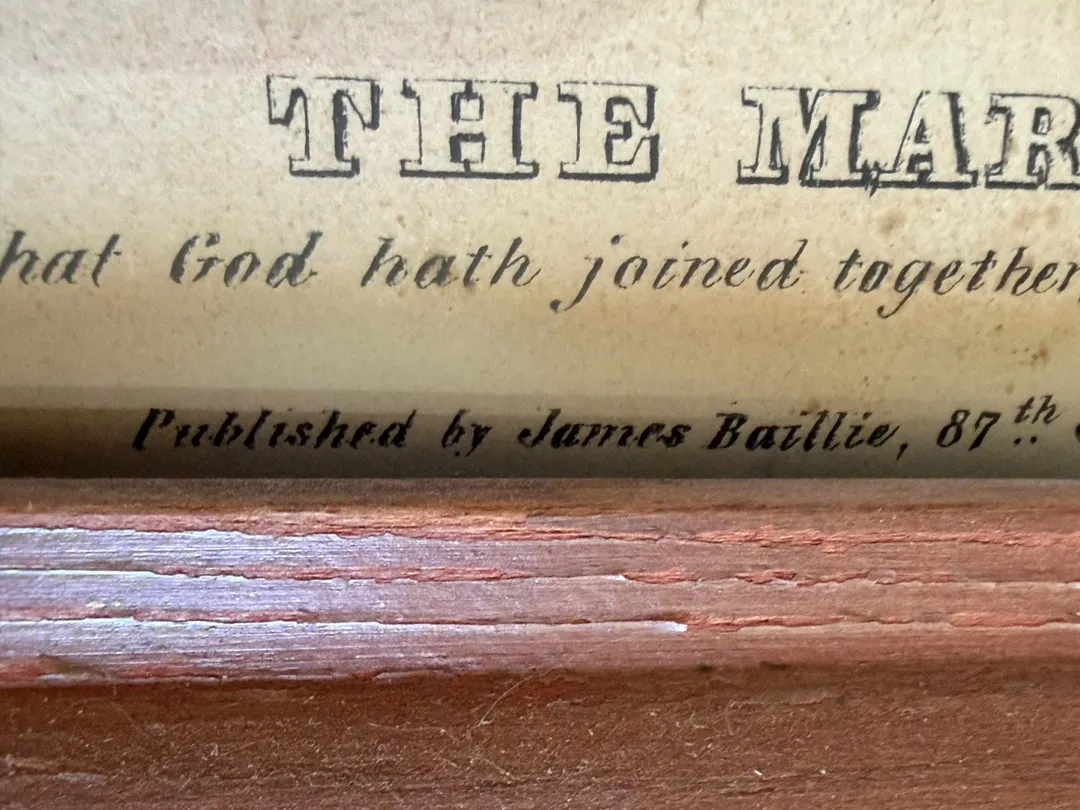 THE MAR
hat God hath joined together,
Published by James Baillie, 87th